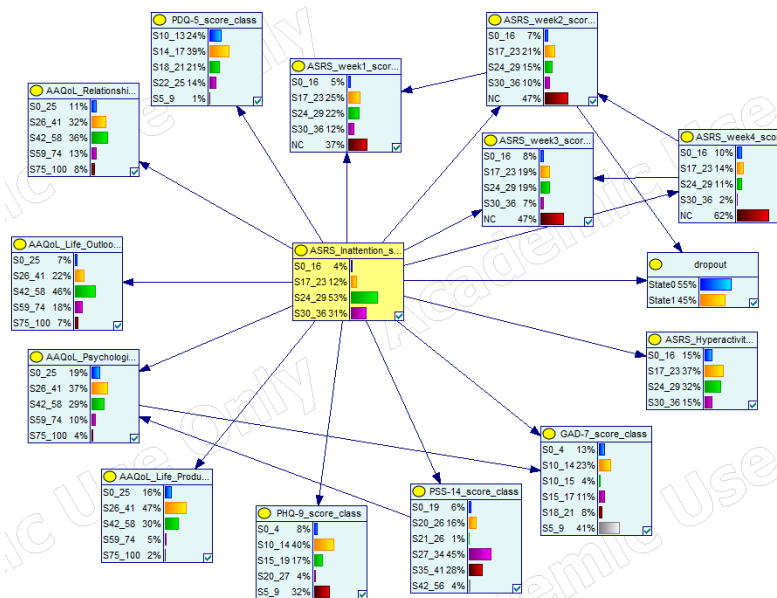 PDQ-5_score_class
S10_13 24%
S14_17 39%
S18_21 21%
S22_25 14%
S5_9 1%
ASRS_week1_scor...
S0_16 5%
S17_23 25%
S24_29 22%
S30_36 12%
NC 37%
ASRS_week2_scor...
S0_16 7%
S17_23 21%
S24_29 15%
S30_36 10%
NC 47%
AAQoL_Relationshi...
S0_25 11%
S26_41 32%
S42_58 36%
S59_74 13%
S75_100 8%
ASRS_week3_scor...
S0_16 8%
S17_23 19%
S24_29 19%
S30_36 7%
NC 47%
ASRS_week4_scor
S0_16 10%
S17_23 14%
S24_29 11%
S30_36 2%
NC 62%
AAQoL_Life_Outloo...
S0_25 7%
S26_41 22%
S42_58 46%
S59_74 18%
S75_100 7%
ASRS_Inattention_s...
S0_16 4%
S17_23 12%
S24_29 53%
S30_36 31%
dropout
State0 55%
State1 45%
ASRS_Hyperactivit...
S0_16 15%
S17_23 37%
S24_29 32%
S30_36 15%
AAQoL_Psychologi...
S0_25 19%
S26_41 37%
S42_58 29%
S59_74 10%
S75_100 4%
GAD-7_score_class
S0_4 13%
S10_14 23%
S10_15 4%
S15_17 11%
S18_21 8%
S5_9 41%
AAQoL_Life_Produ...
S0_25 16%
S26_41 47%
S42_58 30%
S59_74 5%
S75_100 2%
PHQ-9_score_class
S0_4 8%
S10_14 40%
S15_19 17%
S20_27 4%
S5_9 32%
PSS-14_score_class
S0_19 6%
S20_26 16%
S21_26 1%
S27_34 45%
S35_41 28%
S42_56 4%
Academic Use Only